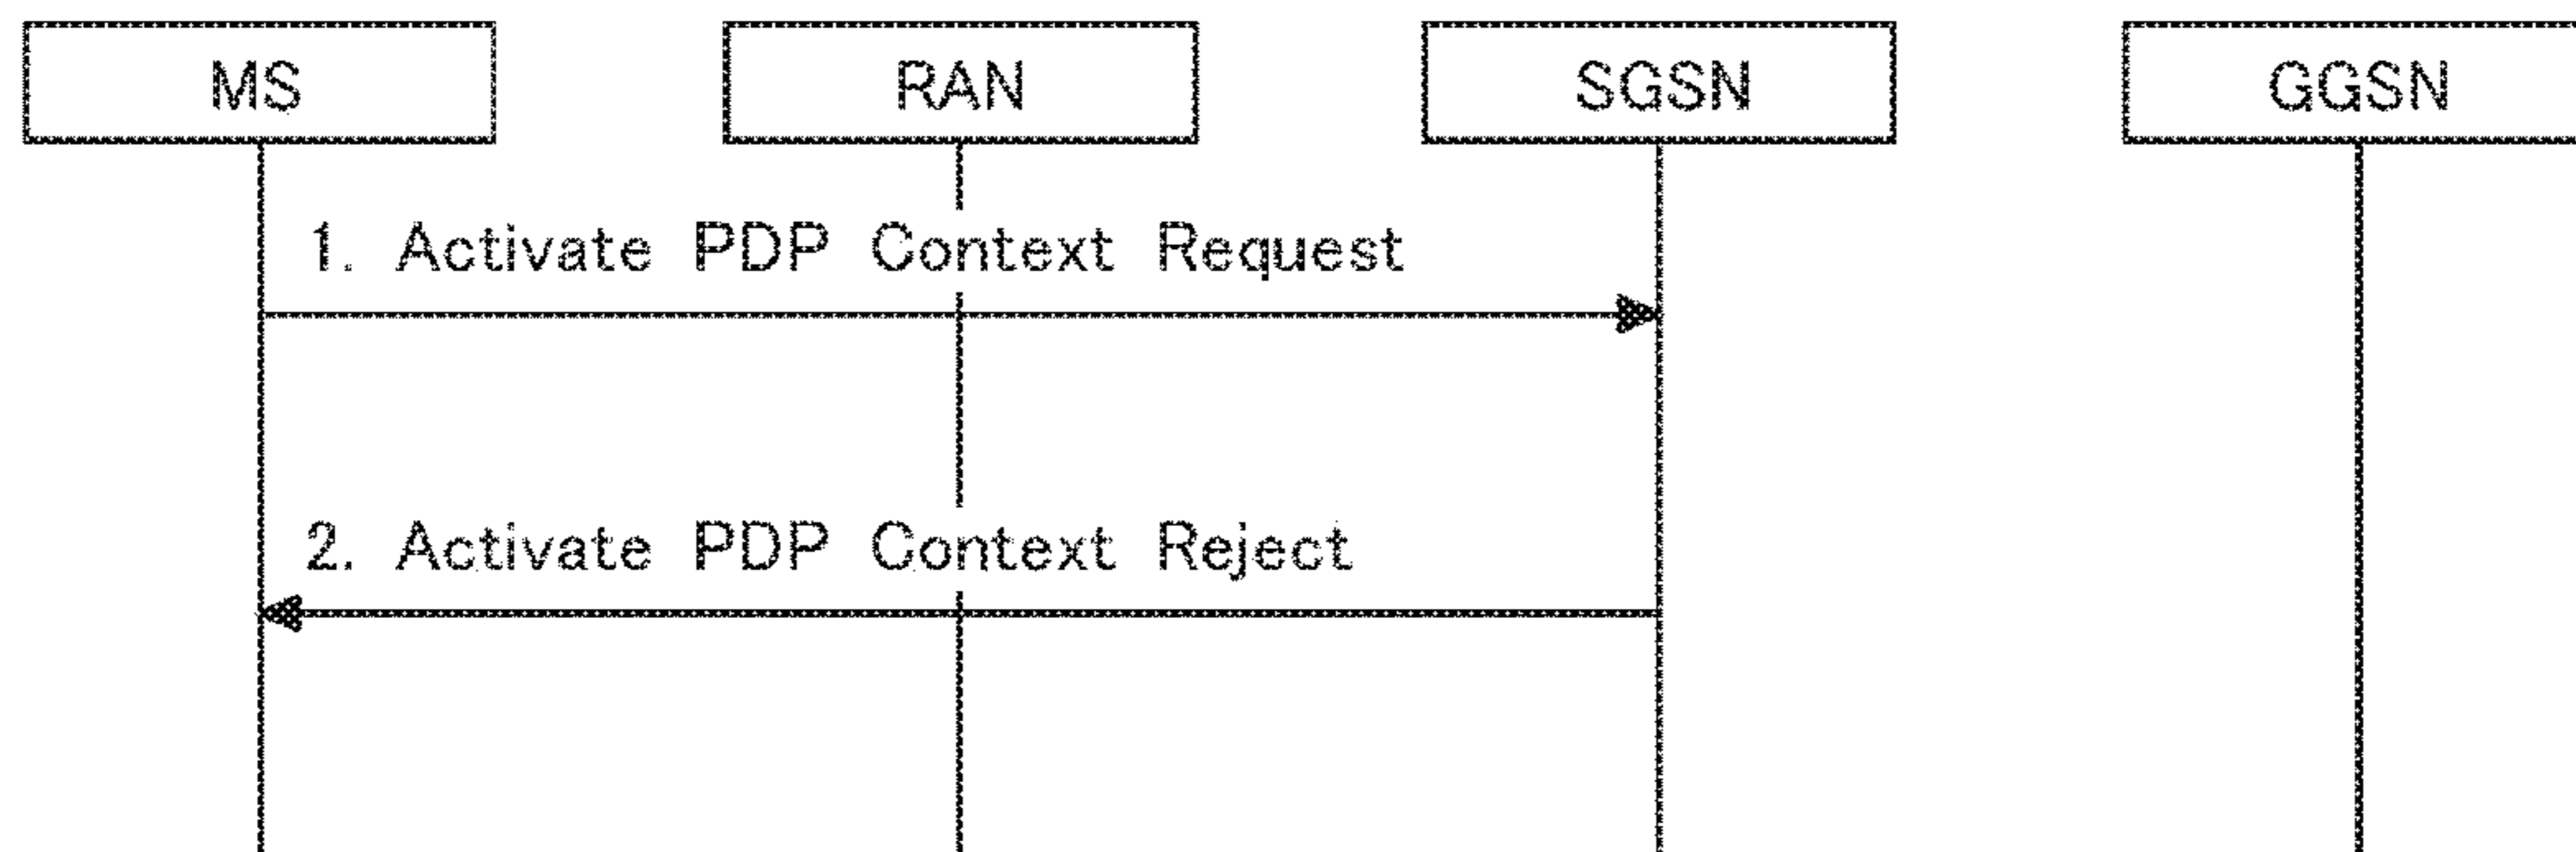 MS RAN SGSN GGSN
1. Activate PDP Context Request
2. Activate PDP Context Reject